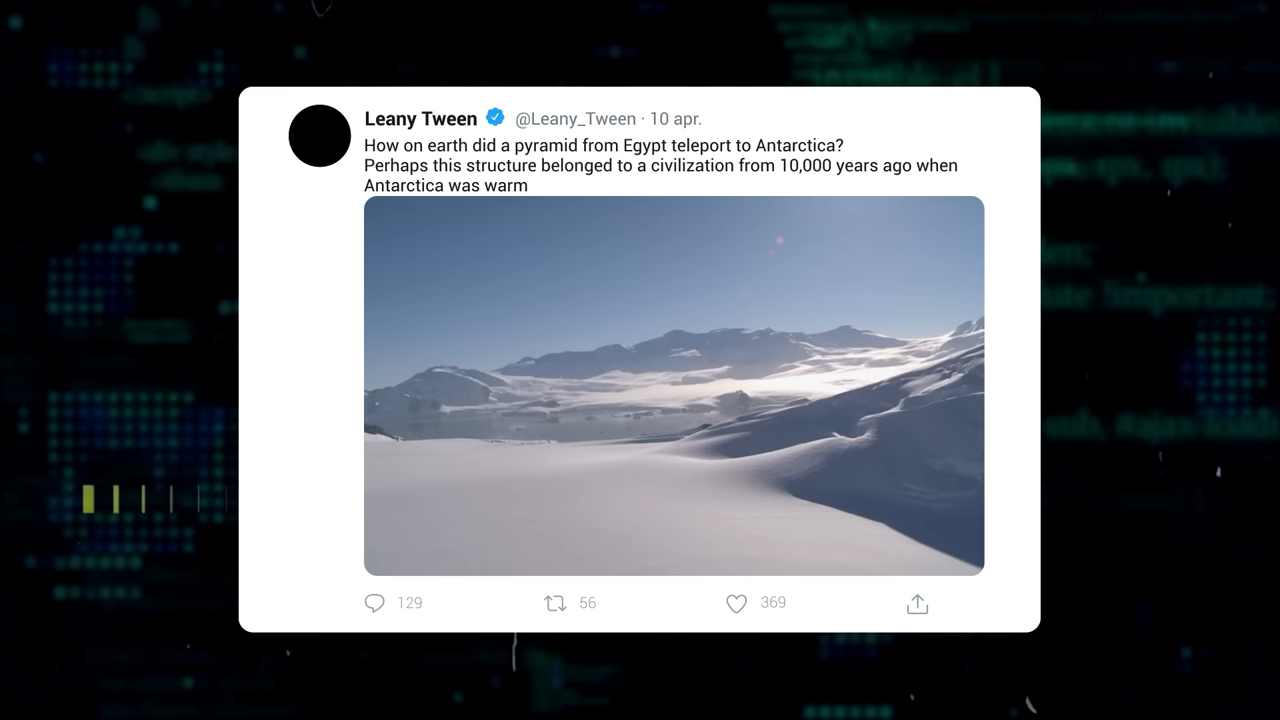 Leany Tween @Leany_Tween · 10 apr.
How on earth did a pyramid from Egypt teleport to Antarctica?
Perhaps this structure belonged to a civilization from 10,000 years ago when
Antarctica was warm
129 56 369